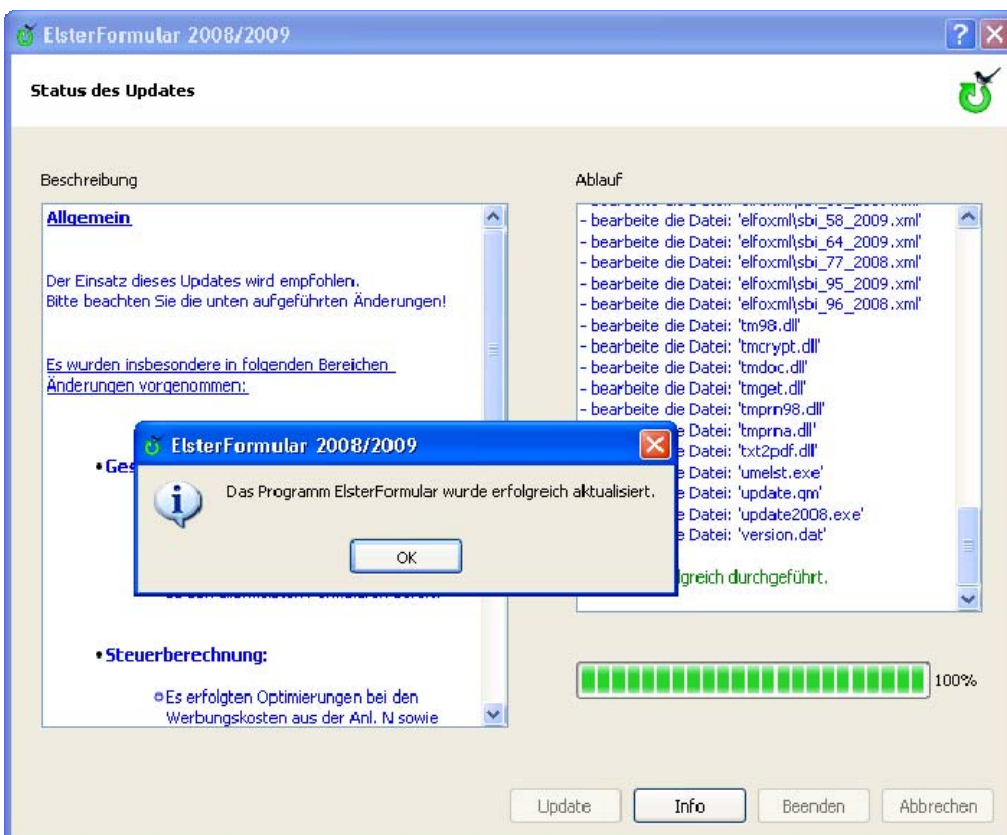 ElsterFormular 2008/2009
Status des Updates
Beschreibung
Allgemein
Der Einsatz dieses Updates wird empfohlen.
Bitte beachten Sie die unten aufgeführten Änderungen!
Es wurden insbesondere in folgenden Bereichen
Änderungen vorgenommen:
Steuerberechnung:
Es erfolgten Optimierungen bei den
Werbungskosten aus der Anl. N sowie
Ablauf
- bearbeite die Datei: 'elfoxml\sbi_58_2009.xml'
- bearbeite die Datei: 'elfoxml\sbi_64_2009.xml'
- bearbeite die Datei: 'elfoxml\sbi_77_2008.xml'
- bearbeite die Datei: 'elfoxml\sbi_95_2009.xml'
- bearbeite die Datei: 'elfoxml\sbi_96_2008.xml'
- bearbeite die Datei: 'tm98.dll'
- bearbeite die Datei: 'tmcrypt.dll'
- bearbeite die Datei: 'tmdoc.dll'
- bearbeite die Datei: 'tmget.dll'
- bearbeite die Datei: 'tmprn98.dll'
e Datei: 'tmprna.dll'
e Datei: 'txt2pdf.dll'
e Datei: 'umelst.exe'
e Datei: 'update.qm'
e Datei: 'update2008.exe'
e Datei: 'version.dat'
durchgeführt.
100%
ElsterFormular 2008/2009
Das Programm ElsterFormular wurde erfolgreich aktualisiert.
OK
Update
Info
Beenden
Abbrechen